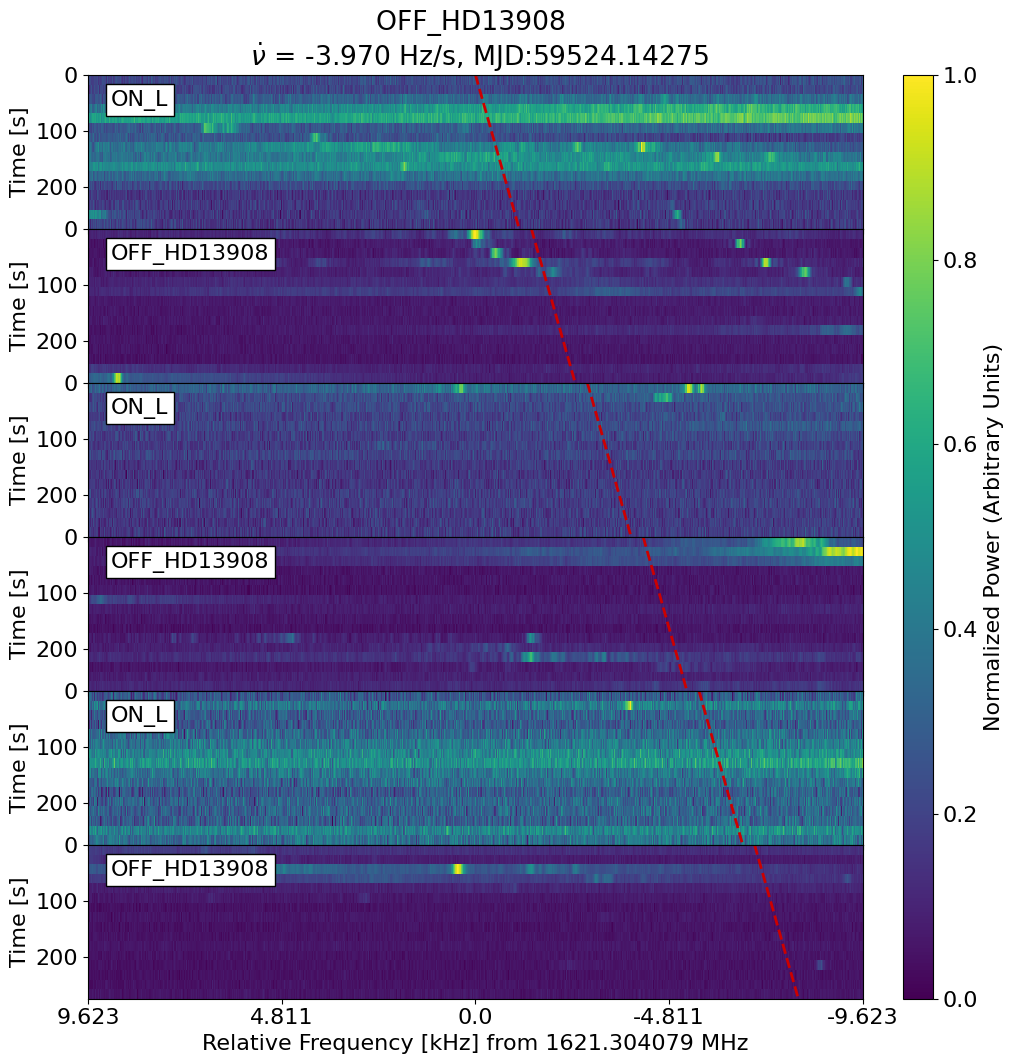 OFF_HD13908
ν̇ = -3.970 Hz/s, MJD:59524.14275
ON_L
OFF_HD13908
ON_L
OFF_HD13908
ON_L
OFF_HD13908
Time [s]
0
100
200
Time [s]
0
100
200
Time [s]
0
100
200
Time [s]
0
100
200
Time [s]
0
100
200
Time [s]
0
100
200
9.623 4.811 0.0 -4.811 -9.623
Relative Frequency [kHz] from 1621.304079 MHz
1.0
0.8
0.6
0.4
0.2
0.0
Normalized Power (Arbitrary Units)